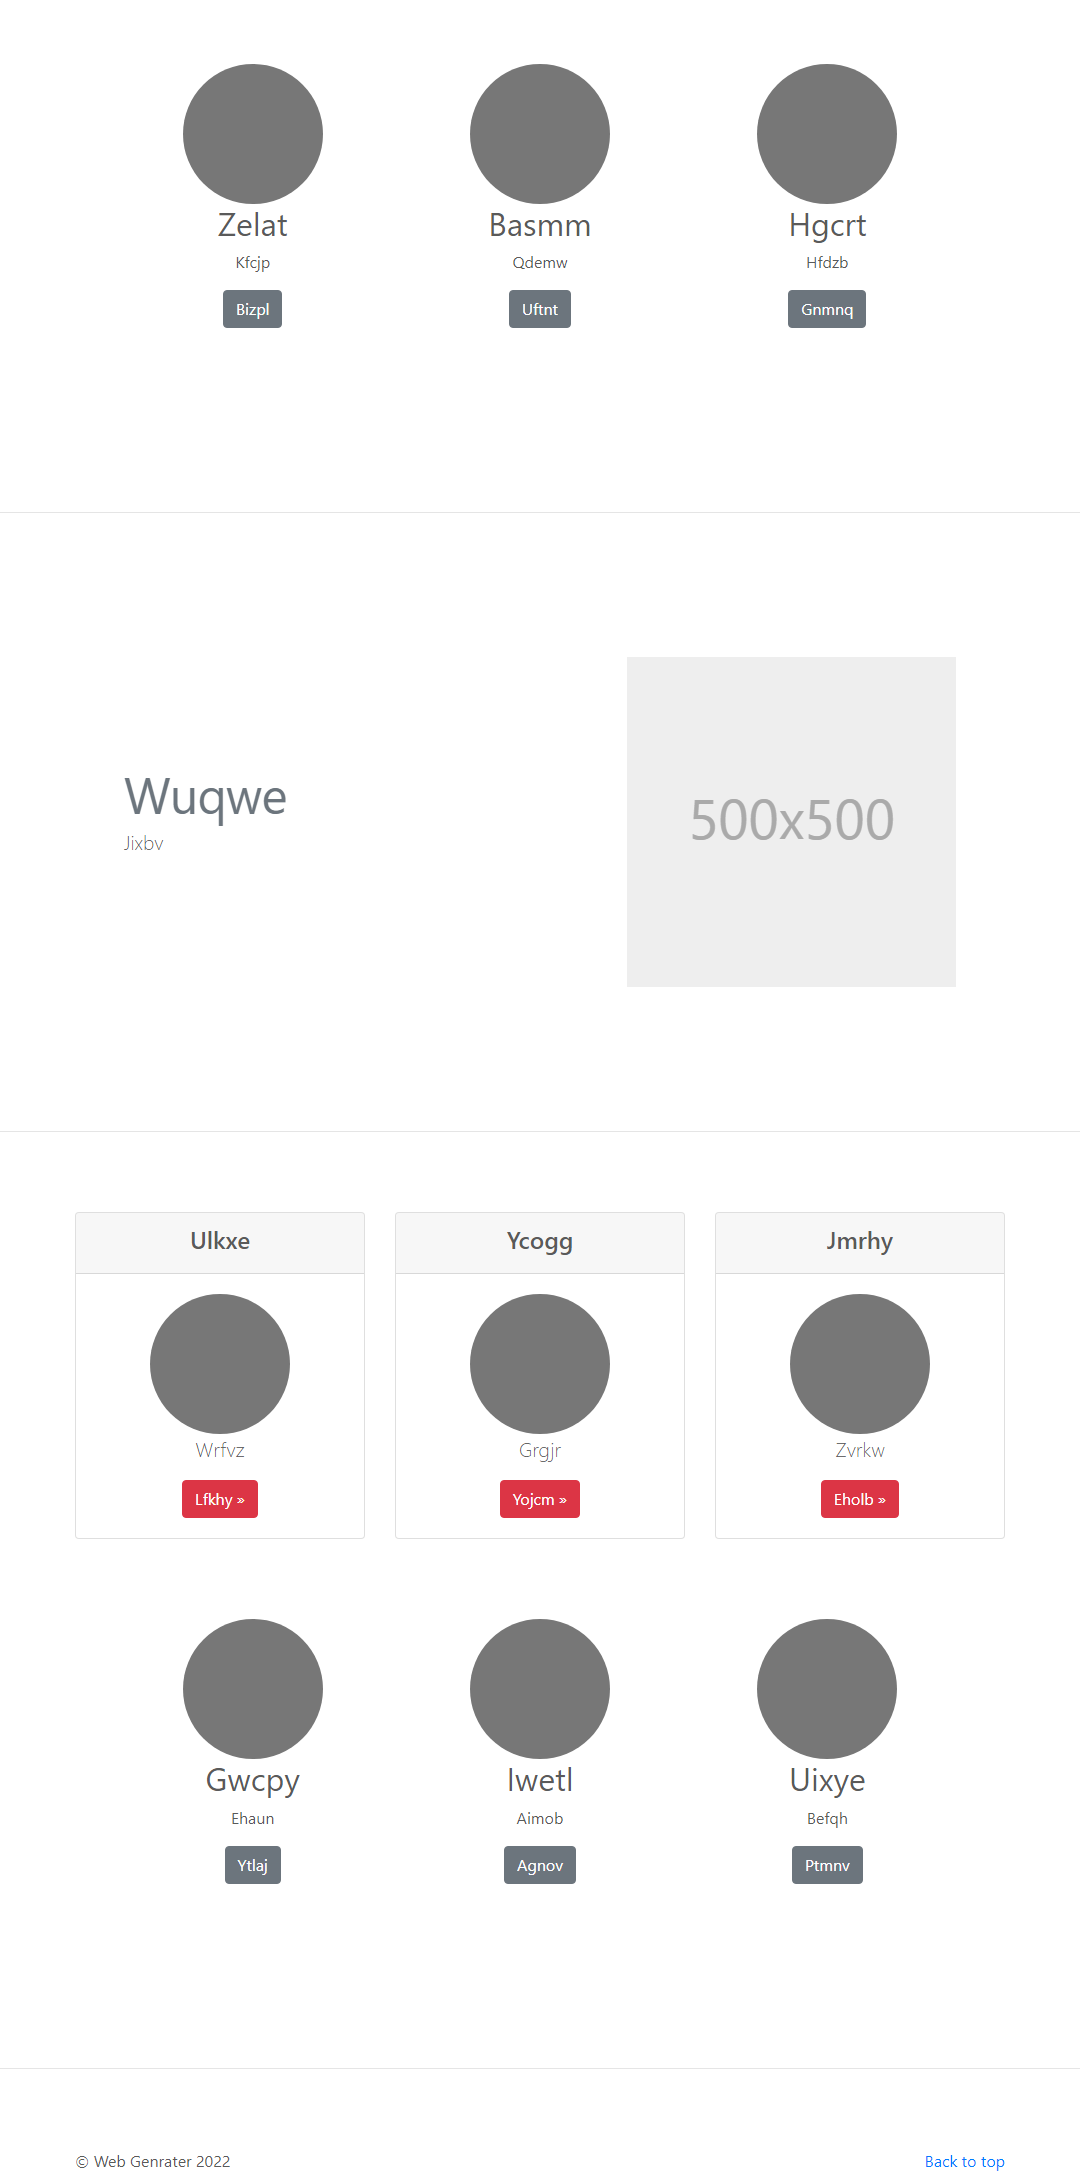 Zelat
Kfcjp
Bizpl
Basmm
Qdemw
Uftnt
Hgcrt
Hfdzb
Gnmnq
Wuqwe
Jixbv
500x500
Ulkxe
Wrfvz
Lfkhy »
Ycogg
Grgjr
Yojcm »
Jmrhy
Zvrkw
Eholb »
Gwcpy
Ehaun
Ytlaj
Iwetl
Aimob
Agnov
Uixye
Befqh
Ptmnv
© Web Genrater 2022
Back to top